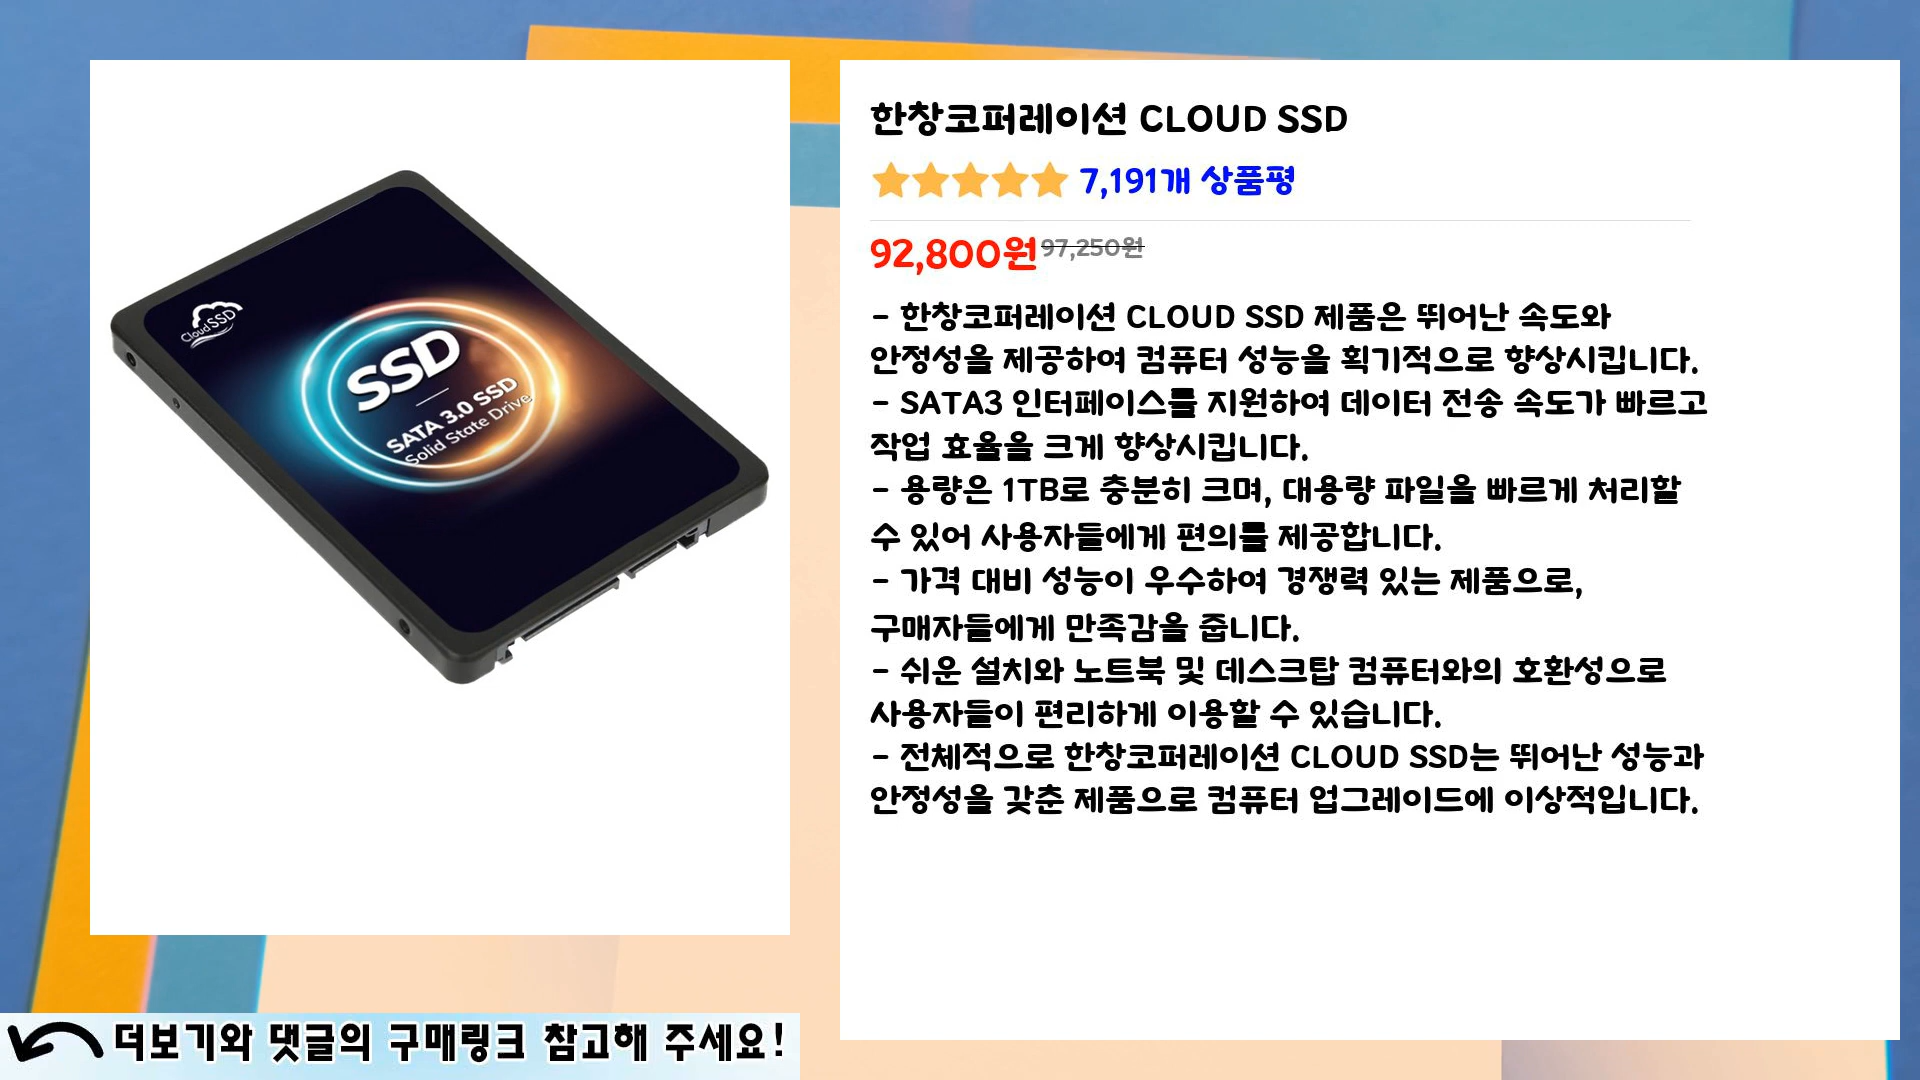 CloudSSD
SSD
SATA 3.0 SSD
Solid State Drive
한창코퍼레이션 CLOUD SSD
7,191개 상품평
92,800원 97,250원
- 한창코퍼레이션 CLOUD SSD 제품은 뛰어난 속도와
안정성을 제공하여 컴퓨터 성능을 획기적으로 향상시킵니다.
- SATA3 인터페이스를 지원하여 데이터 전송 속도가 빠르고
작업 효율을 크게 향상시킵니다.
- 용량은 1TB로 충분히 크며, 대용량 파일을 빠르게 처리할
수 있어 사용자들에게 편의를 제공합니다.
- 가격 대비 성능이 우수하여 경쟁력 있는 제품으로,
구매자들에게 만족감을 줍니다.
- 쉬운 설치와 노트북 및 데스크탑 컴퓨터와의 호환성으로
사용자들이 편리하게 이용할 수 있습니다.
- 전체적으로 한창코퍼레이션 CLOUD SSD는 뛰어난 성능과
안정성을 갖춘 제품으로 컴퓨터 업그레이드에 이상적입니다.
더보기와 댓글의 구매링크 참고해 주세요!